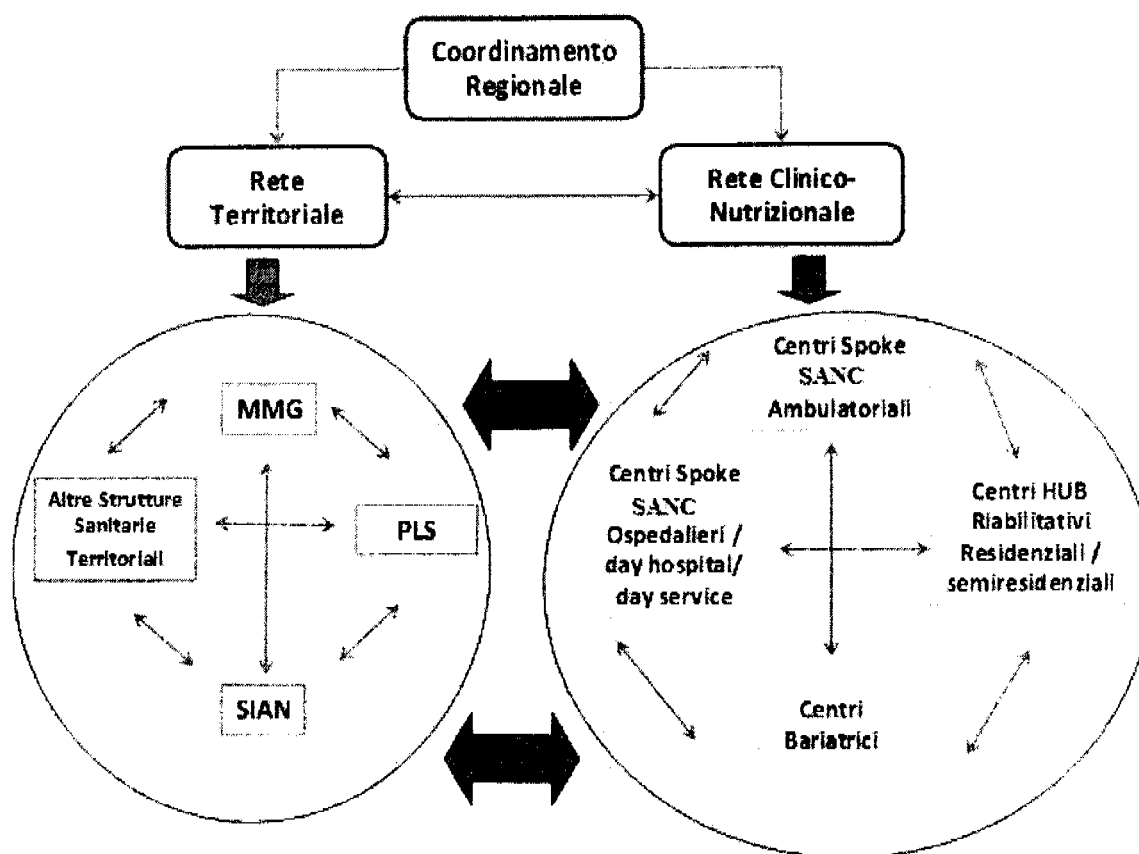 Coordinamento
Regionale
Rete
Territoriale
Rete Clinico-
Nutrizionale
MMG
Altre Strutture
Sanitarie
Territoriali
PLS
SIAN
Centri Spoke
SANC
Ambulatoriali
Centri Spoke
SANC
Ospedalieri /
day hospital/
day service
Centri HUB
Riabilitativi
Residenziali /
semiresidenziali
Centri
Bariatrici